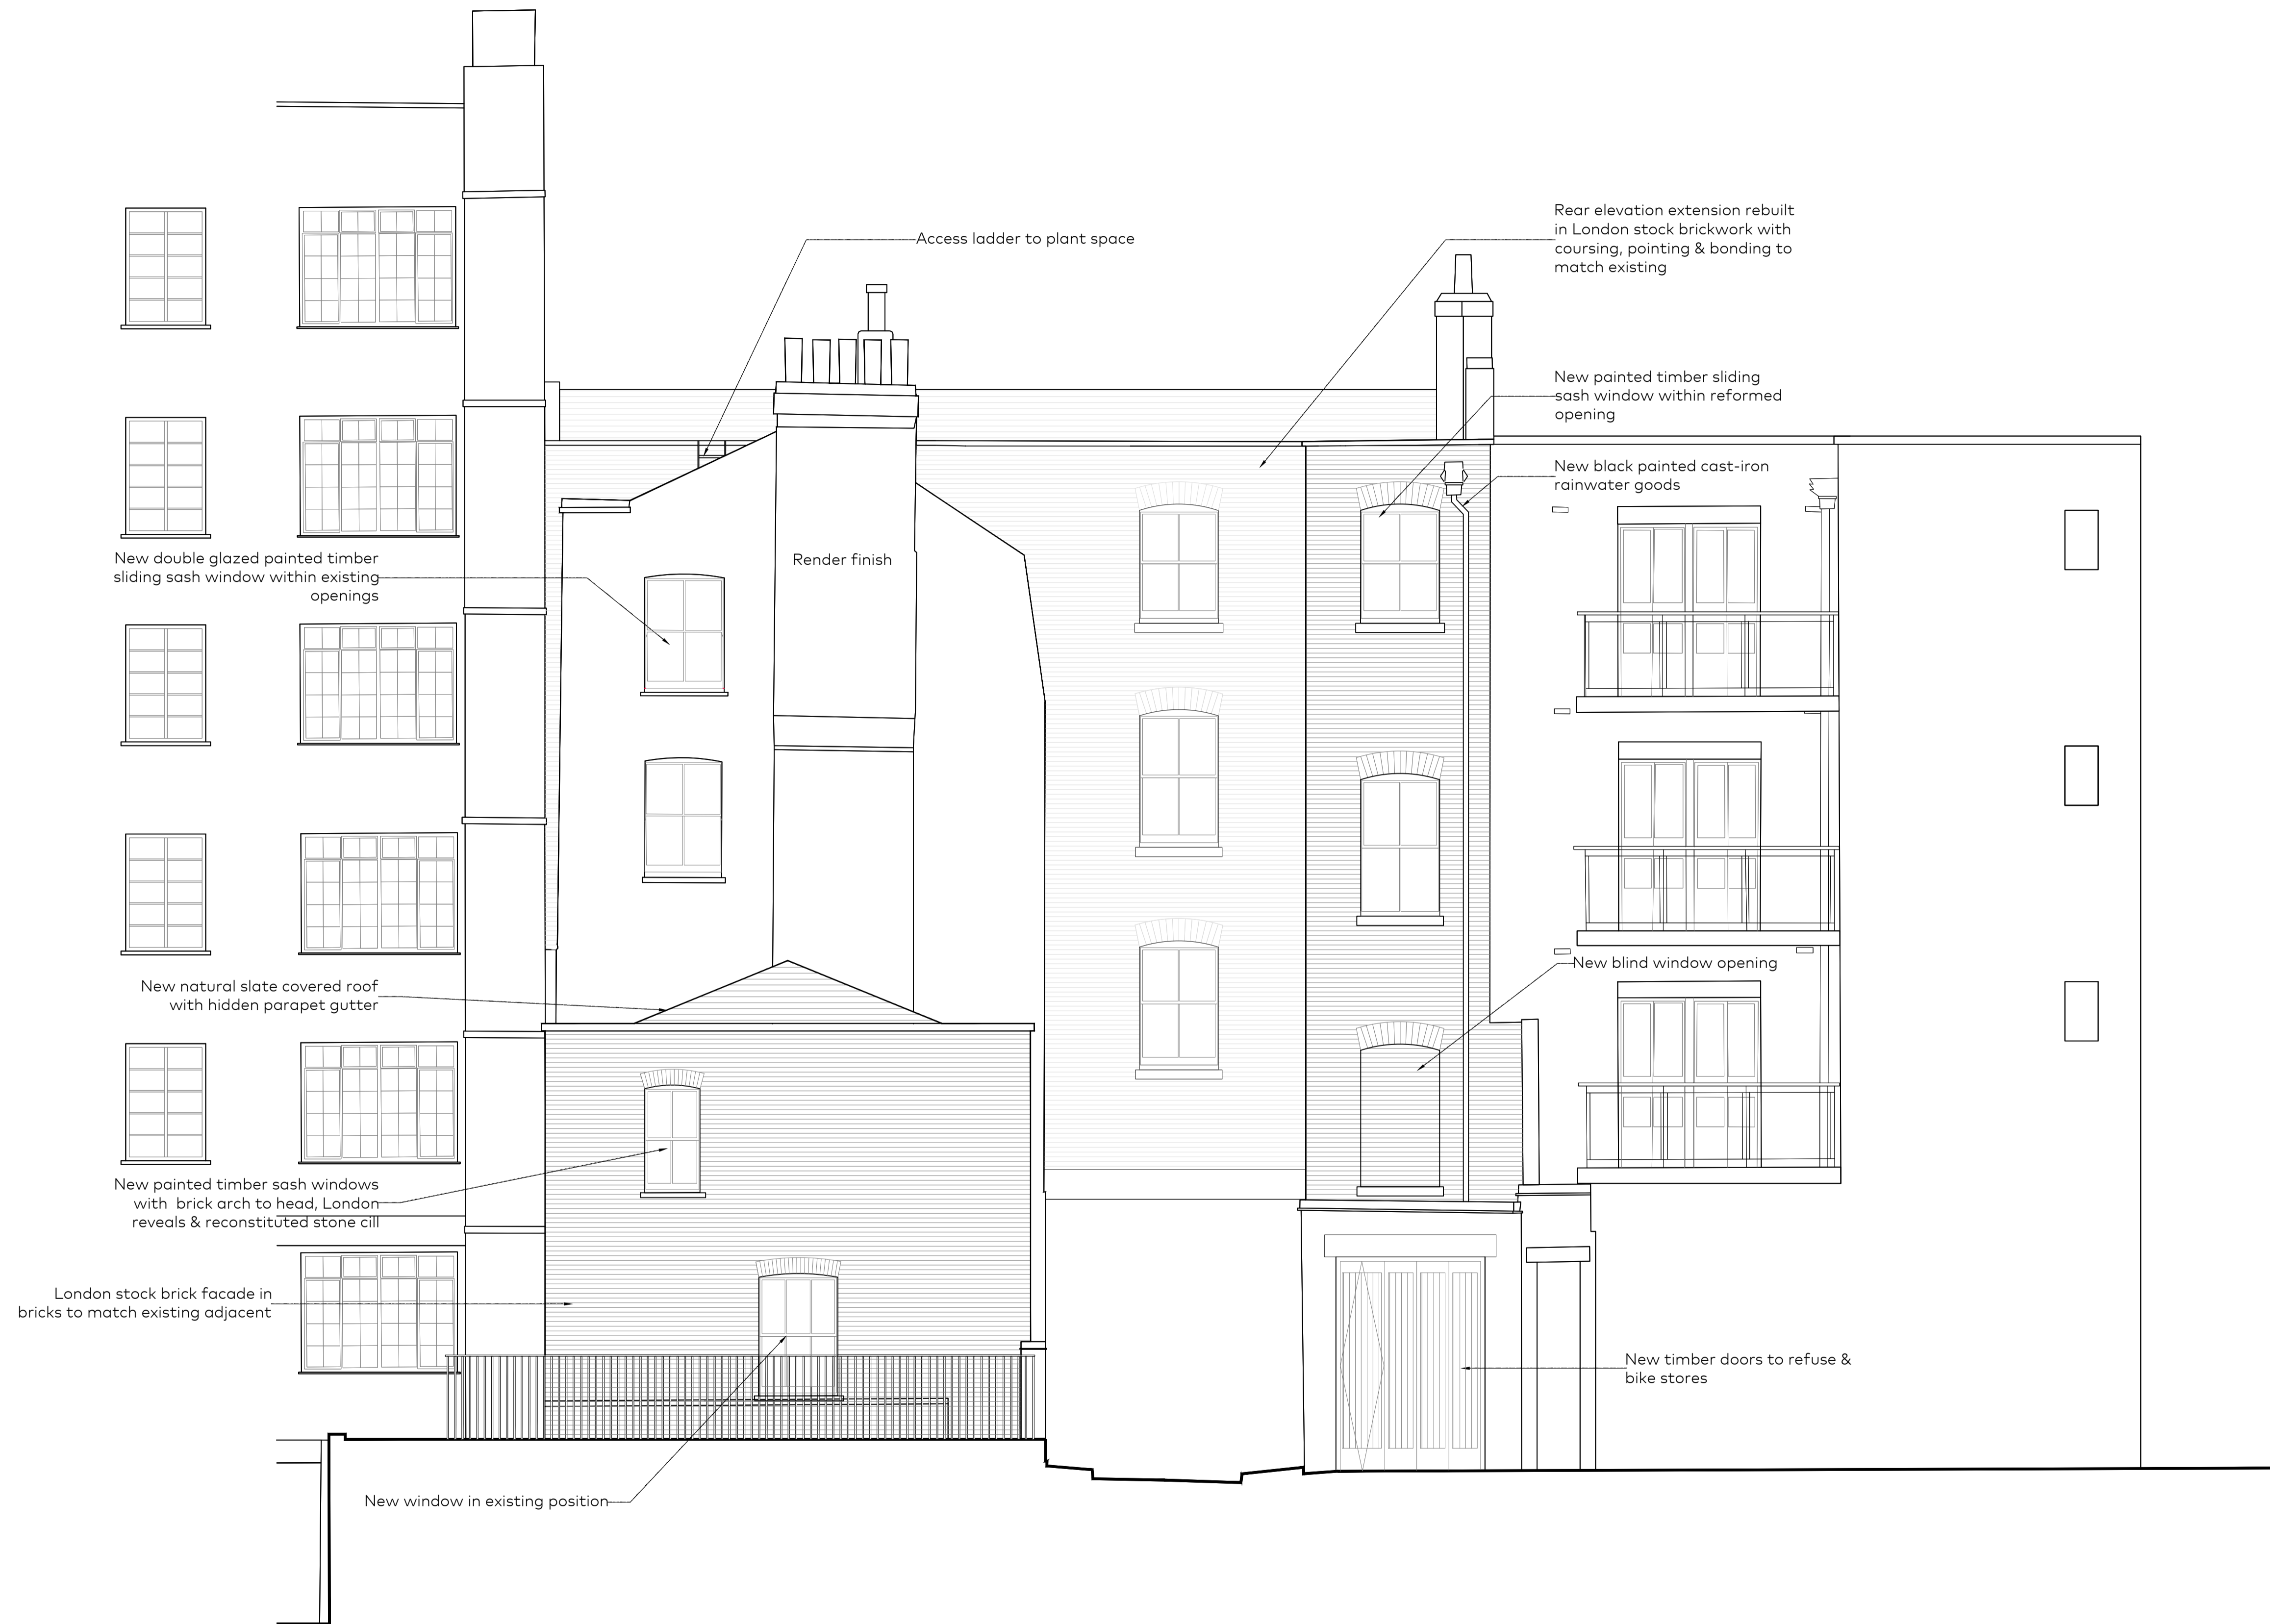 Rear elevation extension rebuilt
in London stock brickwork with
coursing, pointing & bonding to
match existing
Access ladder to plant space
New painted timber sliding
sash window within reformed
opening
New black painted cast-iron
rainwater goods
New double glazed painted timber
sliding sash window within existing
openings
Render finish
New blind window opening
New natural slate covered roof
with hidden parapet gutter
New painted timber sash windows
with brick arch to head, London
reveals & reconstituted stone cill
London stock brick facade in
bricks to match existing adjacent
New timber doors to refuse &
bike stores
New window in existing position